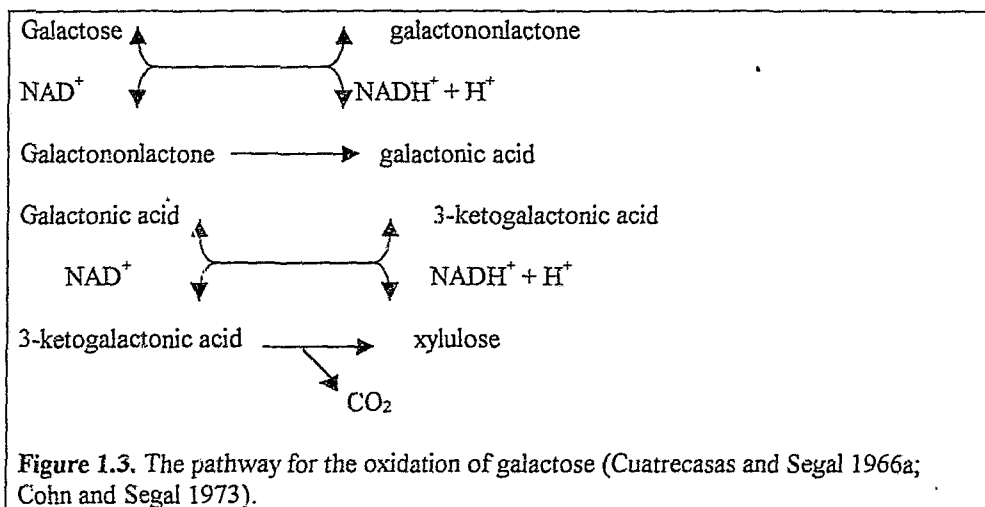 Galactose galactononlactone
NAD⁺ NADH⁺ + H⁺
Galactononlactone galactonic acid
Galactonic acid 3-ketogalactonic acid
NAD⁺ NADH⁺ + H⁺
3-ketogalactonic acid xylulose
CO₂
Figure 1.3. The pathway for the oxidation of galactose (Cuatrecasas and Segal 1966a;
Cohn and Segal 1973).